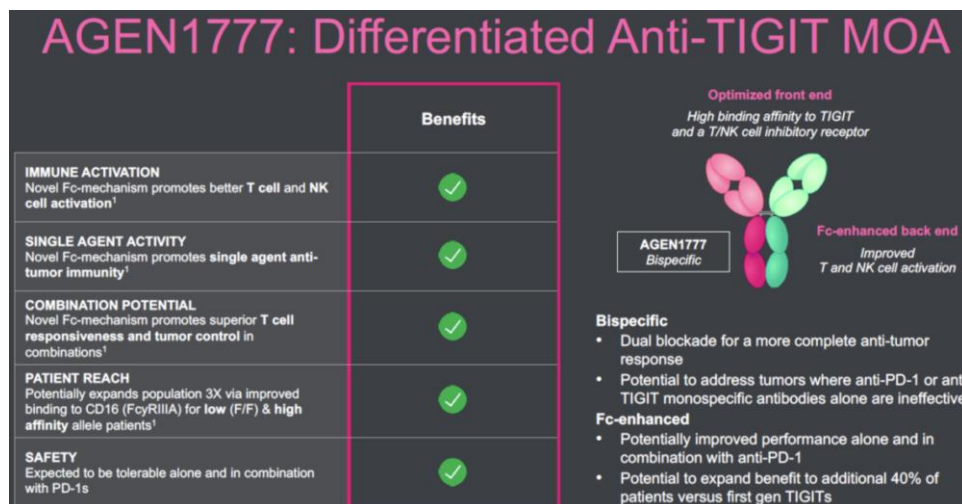 AGEN1777: Differentiated Anti-TIGIT MOA
Benefits
IMMUNE ACTIVATION
Novel Fc-mechanism promotes better T cell and NK
cell activation¹
SINGLE AGENT ACTIVITY
Novel Fc-mechanism promotes single agent anti-
tumor immunity¹
COMBINATION POTENTIAL
Novel Fc-mechanism promotes superior T cell
responsiveness and tumor control in
combinations¹
PATIENT REACH
Potentially expands population 3X via improved
binding to CD16 (FcyRIIIA) for low (F/F) & high
affinity allele patients¹
SAFETY
Expected to be tolerable alone and in combination
with PD-1s
Optimized front end
High binding affinity to TIGIT
and a T/NK cell inhibitory receptor
AGEN1777
Bispecific
Fc-enhanced back end
Improved
T and NK cell activation
Bispecific
• Dual blockade for a more complete anti-tumor
response
• Potential to address tumors where anti-PD-1 or ant
TIGIT monospecific antibodies alone are ineffective
Fc-enhanced
• Potentially improved performance alone and in
combination with anti-PD-1
• Potential to expand benefit to additional 40% of
patients versus first gen TIGITs